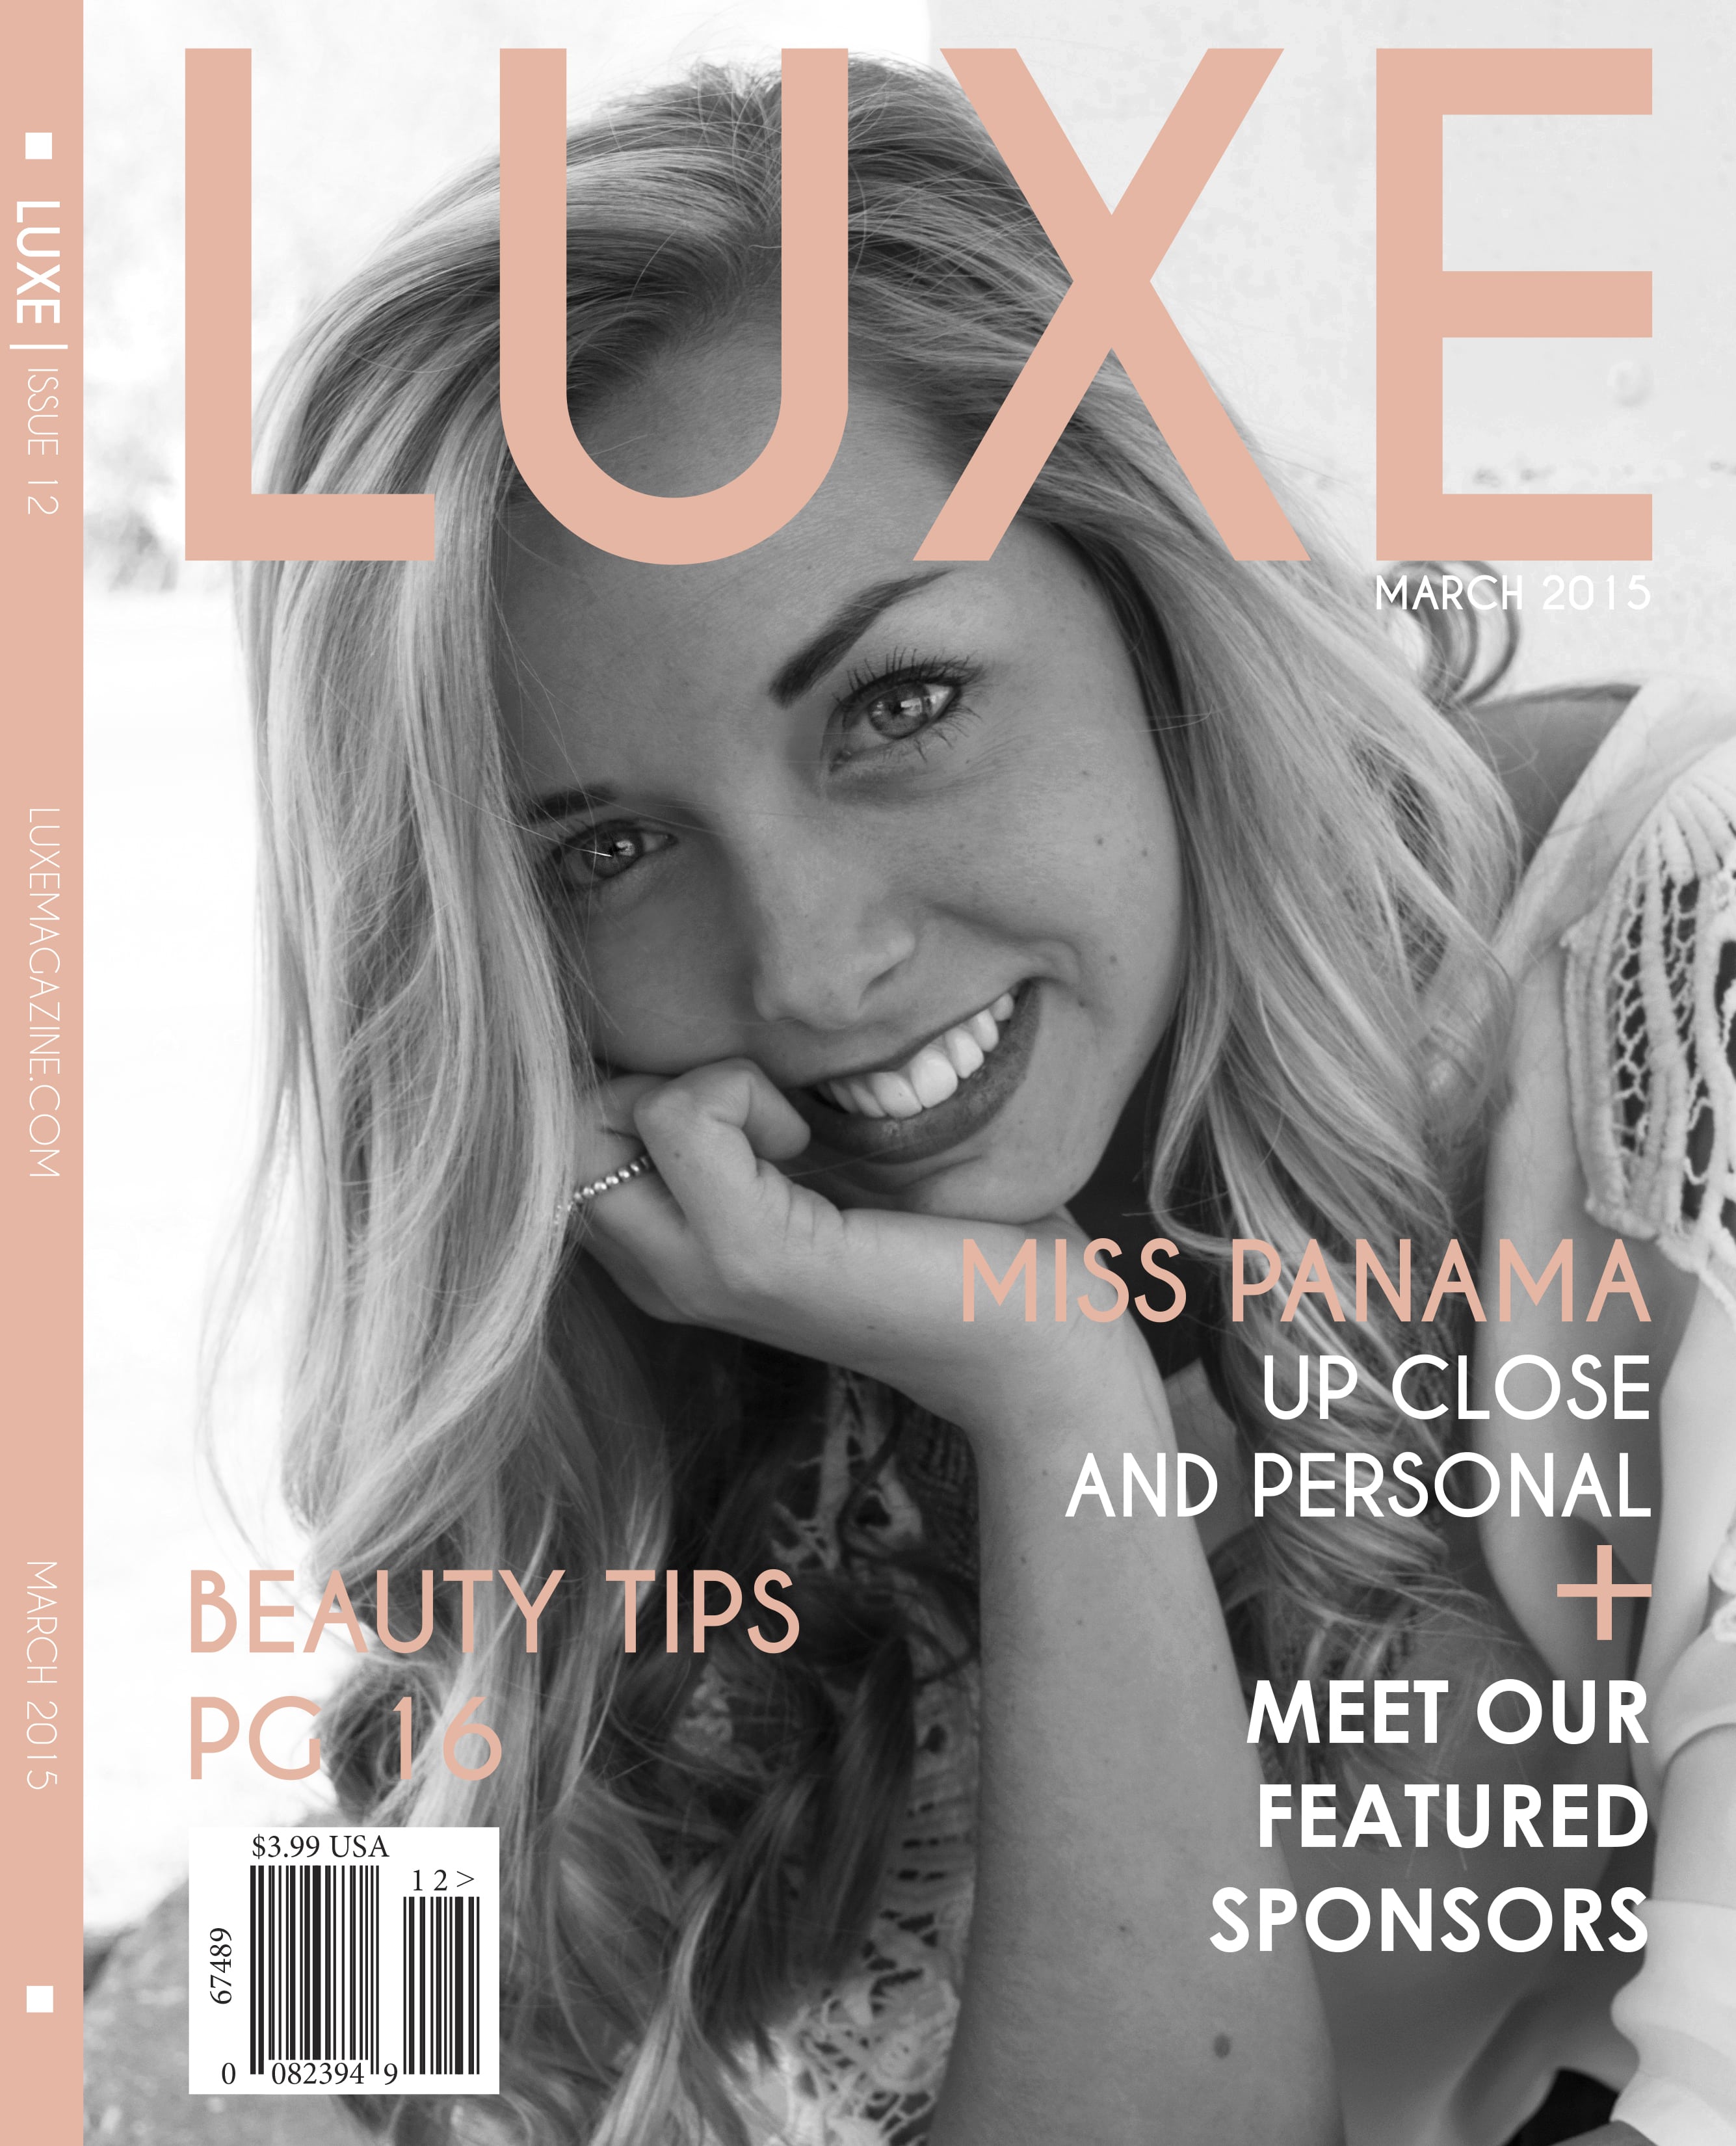 LUXE
MARCH 2015
LUXE | ISSUE 12
LUXEMAGAZINE.COM
MARCH 2015
MISS PANAMA
UP CLOSE
AND PERSONAL
+
MEET OUR
FEATURED
SPONSORS
BEAUTY TIPS
PG 16
$3.99 USA
12>
67489
0 082394 9